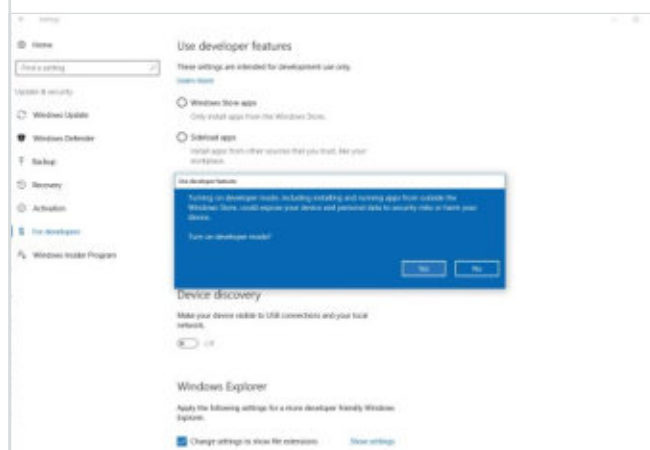 Settings
Home
Find a setting
Update & security
Windows Update
Windows Defender
Backup
Recovery
Activation
For developers
Windows Insider Program
Use developer features
These settings are intended for development use only.
Learn more
Windows Store apps
Only install apps from the Windows Store.
Sideload apps
Install apps from other sources that you trust, like your
workplace.
Use developer features
Turning on developer mode, including installing and running apps from outside the
Windows Store, could expose your device and personal data to security risks or harm your
device.
Turn on developer mode?
Yes
No
Device discovery
Make your device visible to USB connections and your local
network.
Off
Windows Explorer
Apply the following settings for a more developer friendly Windows
Explorer.
Change settings to show file extensions
Show settings